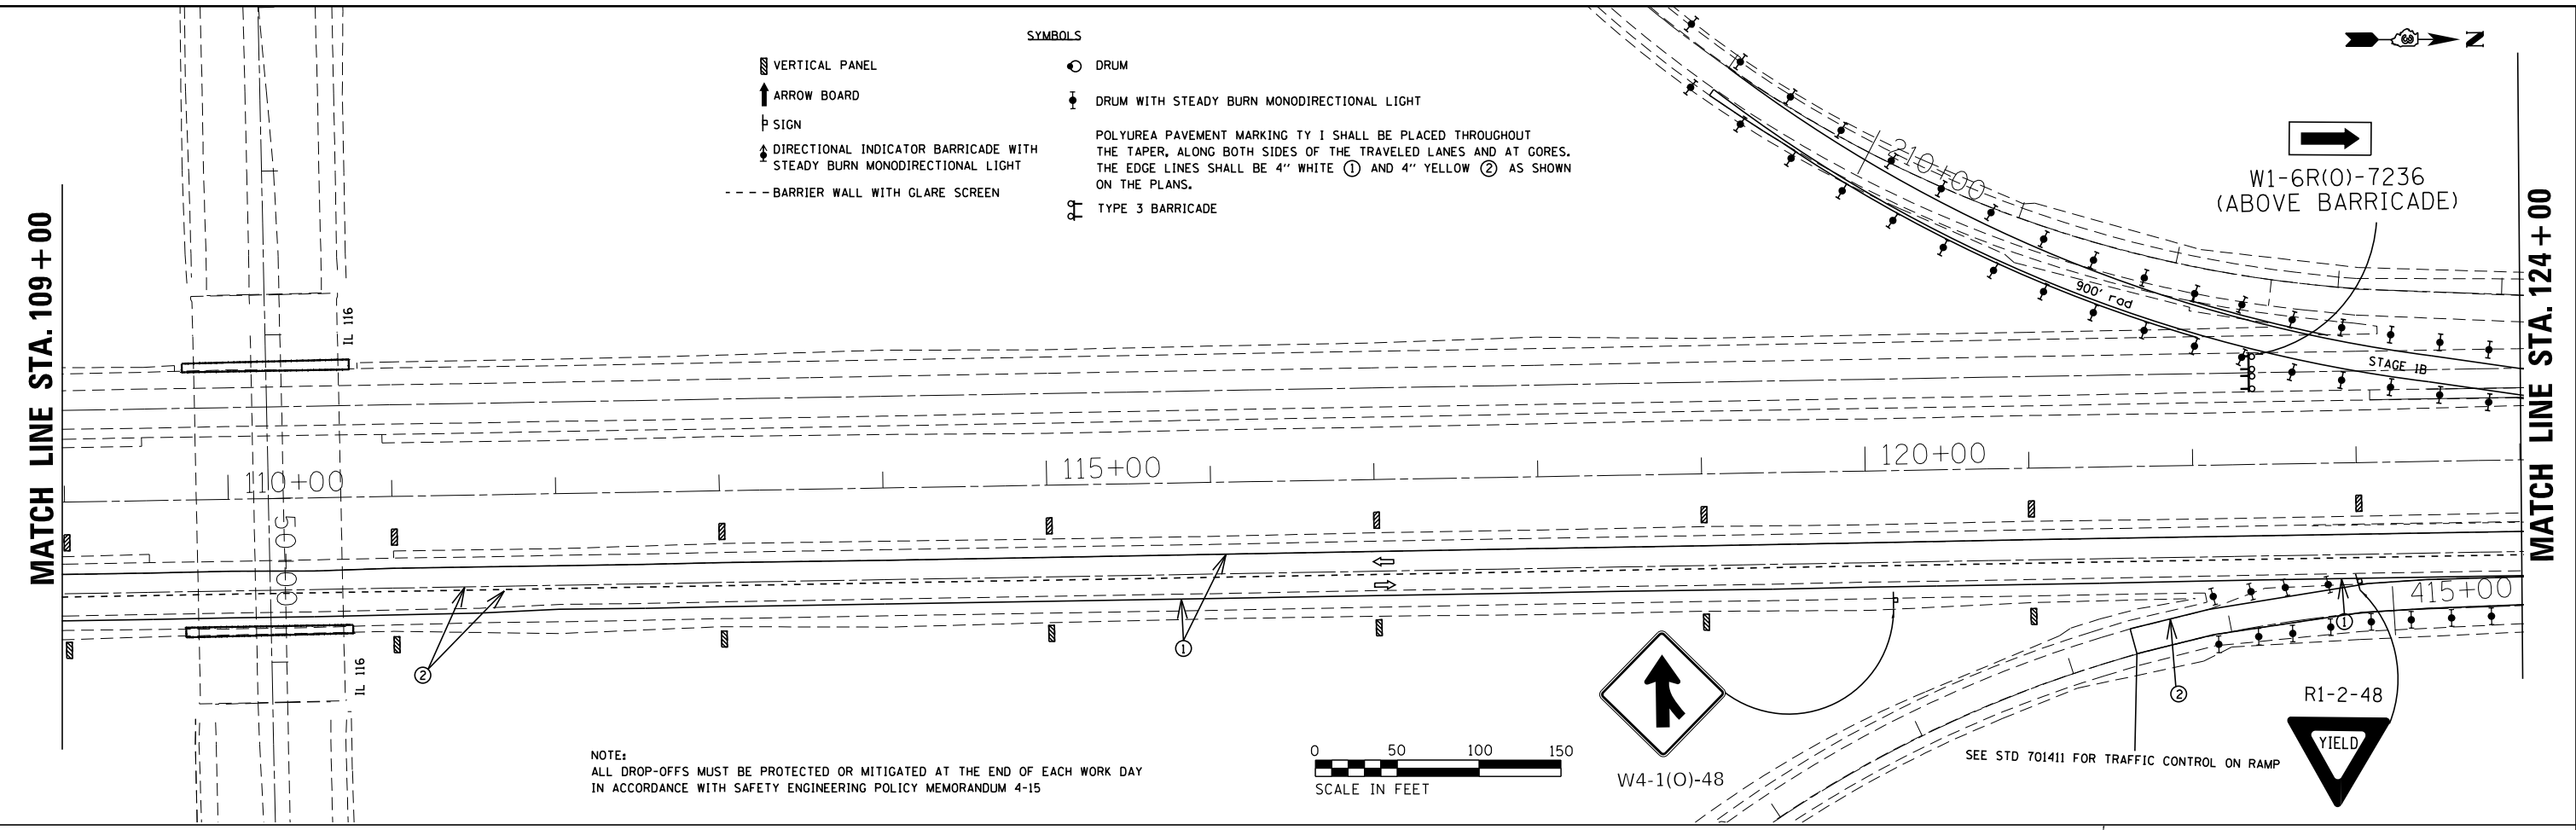 SYMBOLS
VERTICAL PANEL
ARROW BOARD
SIGN
DIRECTIONAL INDICATOR BARRICADE WITH
STEADY BURN MONODIRECTIONAL LIGHT
BARRIER WALL WITH GLARE SCREEN
DRUM
DRUM WITH STEADY BURN MONODIRECTIONAL LIGHT
POLYUREA PAVEMENT MARKING TY I SHALL BE PLACED THROUGHOUT
THE TAPER, ALONG BOTH SIDES OF THE TRAVELED LANES AND AT GORES.
THE EDGE LINES SHALL BE 4" WHITE ① AND 4" YELLOW ② AS SHOWN
ON THE PLANS.
TYPE 3 BARRICADE
N
W1-6R(O)-7236
(ABOVE BARRICADE)
210+00
900' rad
STAGE 1B
MATCH LINE STA. 109+00
MATCH LINE STA. 124+00
IL 116
110+00
115+00
120+00
50+00
415+00
IL 116
②
①
①
②
W4-1(O)-48
R1-2-48
YIELD
SEE STD 701411 FOR TRAFFIC CONTROL ON RAMP
NOTE:
ALL DROP-OFFS MUST BE PROTECTED OR MITIGATED AT THE END OF EACH WORK DAY
IN ACCORDANCE WITH SAFETY ENGINEERING POLICY MEMORANDUM 4-15
0 50 100 150
SCALE IN FEET